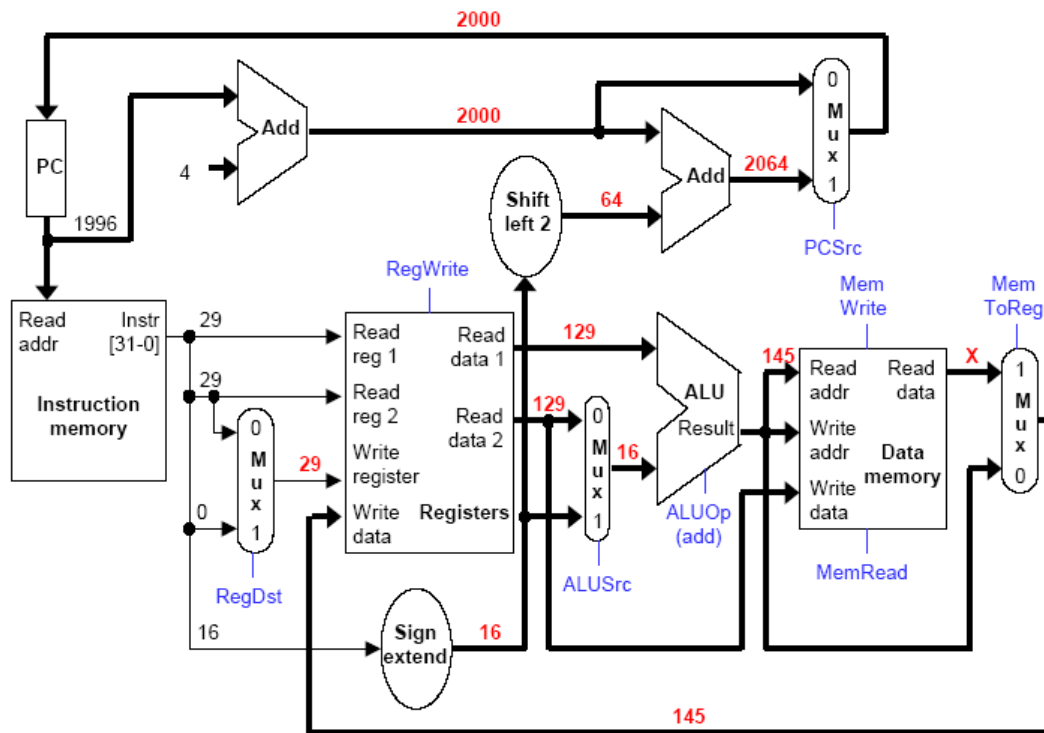 2000
PC
1996
4
Add
2000
Shift
left 2
64
Add
2064
0
M
u
x
1
PCSrc
Read
addr
Instr
[31-0]
Instruction
memory
29
29
0
16
0
M
u
x
1
RegDst
29
RegWrite
Read
reg 1
Read
reg 2
Write
register
Write
data
Read
data 1
Read
data 2
Registers
Sign
extend
16
129
129
0
M
u
x
1
ALUSrc
16
ALU
Result
ALUOp
(add)
145
Mem
Write
Read
addr
Write
addr
Write
data
Read
data
Data
memory
MemRead
X
Mem
ToReg
1
M
u
x
0
145